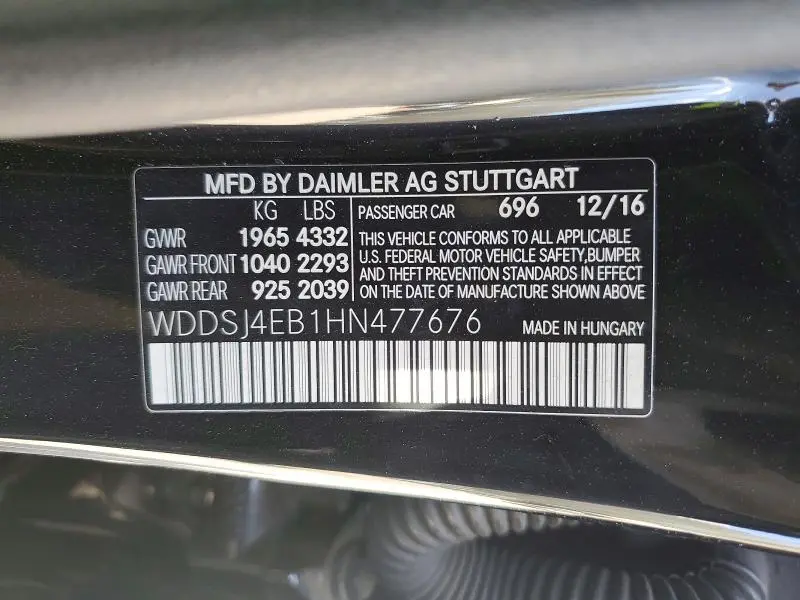 MFD BY DAIMLER AG STUTTGART
KG LBS
GVWR 1965 4332
GAWR FRONT 1040 2293
GAWR REAR 925 2039
PASSENGER CAR 696 12/16
THIS VEHICLE CONFORMS TO ALL APPLICABLE
U.S. FEDERAL MOTOR VEHICLE SAFETY,BUMPER
AND THEFT PREVENTION STANDARDS IN EFFECT
ON DATE OF MANUFACTURE SHOWN ABOVE
WDDSJ4EB1HN477676 MADE IN HUNGARY